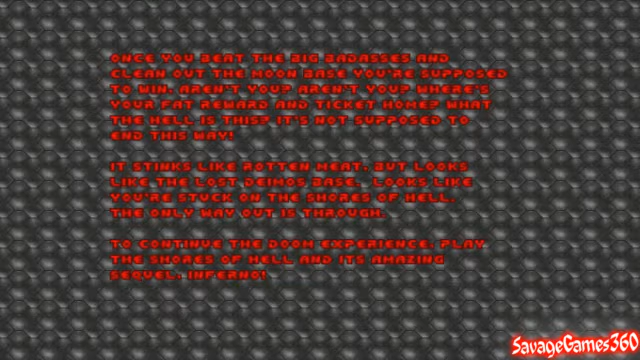 ONCE YOU BEAT THE BIG BADASSES AND
CLEAN OUT THE MOON BASE YOU'RE SUPPOSED
TO WIN, AREN'T YOU? AREN'T YOU? WHERE'S
YOUR FAT REWARD AND TICKET HOME? WHAT
THE HELL IS THIS? IT'S NOT SUPPOSED TO
END THIS WAY!
IT STINKS LIKE ROTTEN MEAT, BUT LOOKS
LIKE THE LOST DEIMOS BASE. LOOKS LIKE
YOU'RE STUCK ON THE SHORES OF HELL.
THE ONLY WAY OUT IS THROUGH.
TO CONTINUE THE DOOM EXPERIENCE, PLAY
THE SHORES OF HELL AND ITS AMAZING
SEQUEL, INFERNO!
SavageGames360